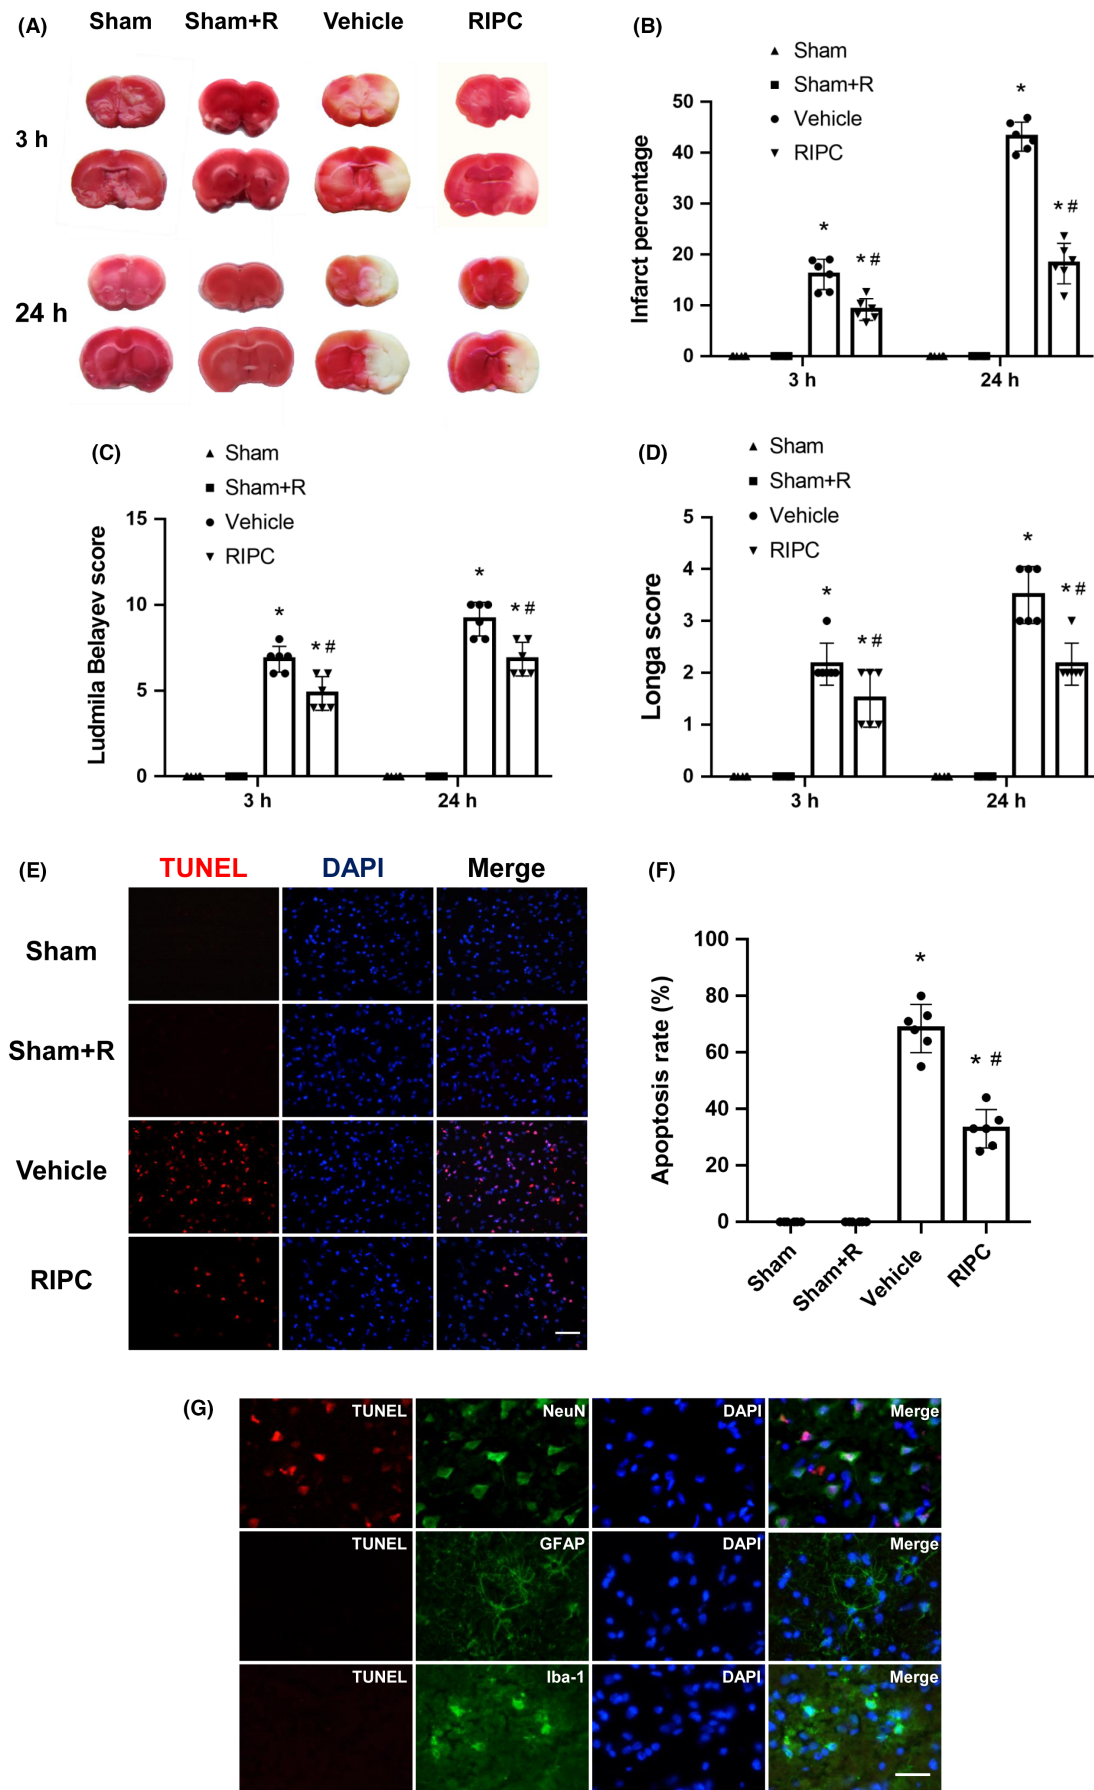 (A) Sham Sham+R Vehicle RIPC
3 h
24 h
(B)
Sham
Sham+R
Vehicle
RIPC
Infarct percentage
50
40
30
20
10
0
* * # * * #
3 h 24 h
(C)
Sham
Sham+R
Vehicle
RIPC
Ludmila Belayev score
15
10
5
0
* * # * * #
3 h 24 h
(D)
Sham
Sham+R
Vehicle
RIPC
Longa score
5
4
3
2
1
0
* * # * * #
3 h 24 h
(E) TUNEL DAPI Merge
Sham
Sham+R
Vehicle
RIPC
(F)
Apoptosis rate (%)
100
80
60
40
20
0
* * #
Sham Sham+R Vehicle RIPC
(G)
TUNEL NeuN DAPI Merge
TUNEL GFAP DAPI Merge
TUNEL Iba-1 DAPI Merge